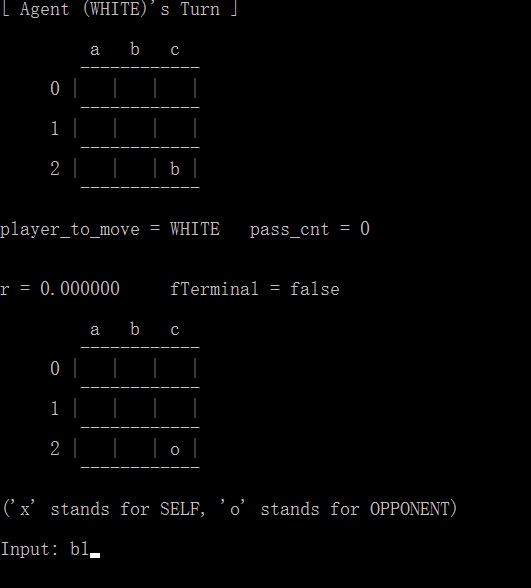 [ Agent (WHITE)'s Turn ]
a b c
0 | | | |
1 | | | |
2 | | | b |
player_to_move = WHITE pass_cnt = 0
r = 0.000000 fTerminal = false
a b c
0 | | | |
1 | | | |
2 | | | o |
('x' stands for SELF, 'o' stands for OPPONENT)
Input: b1